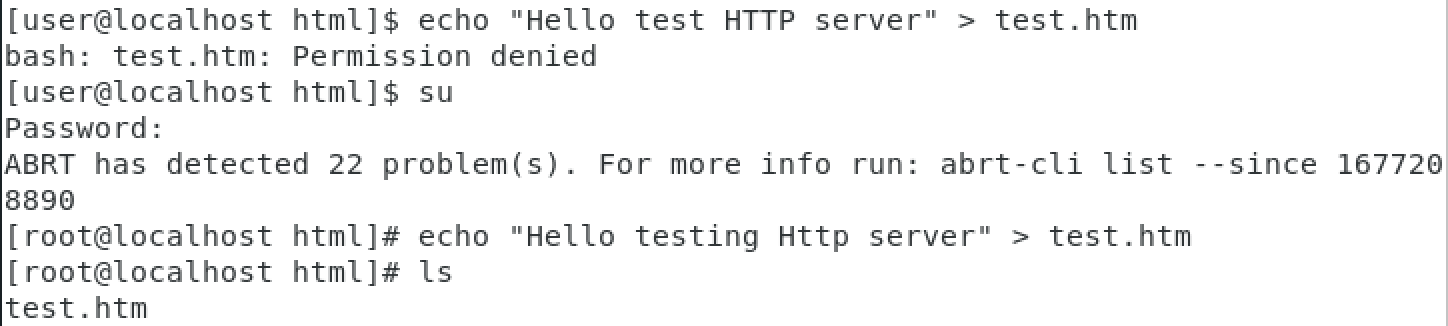 [user@localhost html]$ echo "Hello test HTTP server" > test.htm
bash: test.htm: Permission denied
[user@localhost html]$ su
Password:
ABRT has detected 22 problem(s). For more info run: abrt-cli list --since 167720
8890
[root@localhost html]# echo "Hello testing Http server" > test.htm
[root@localhost html]# ls
test.htm